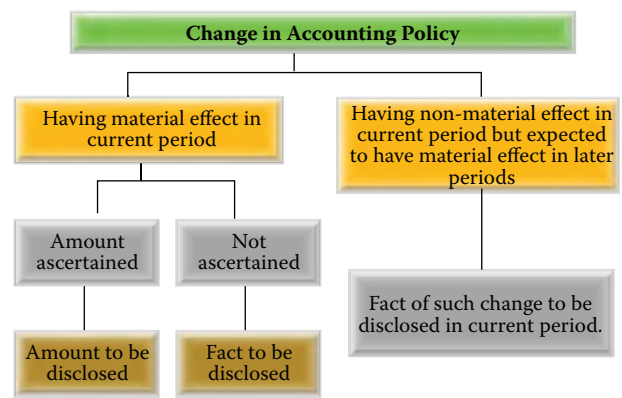 Change in Accounting Policy
Having material effect in
current period
Having non-material effect in
current period but expected
to have material effect in later
periods
Amount
ascertained
Not
ascertained
Fact of such change to be
disclosed in current period.
Amount to be
disclosed
Fact to be
disclosed